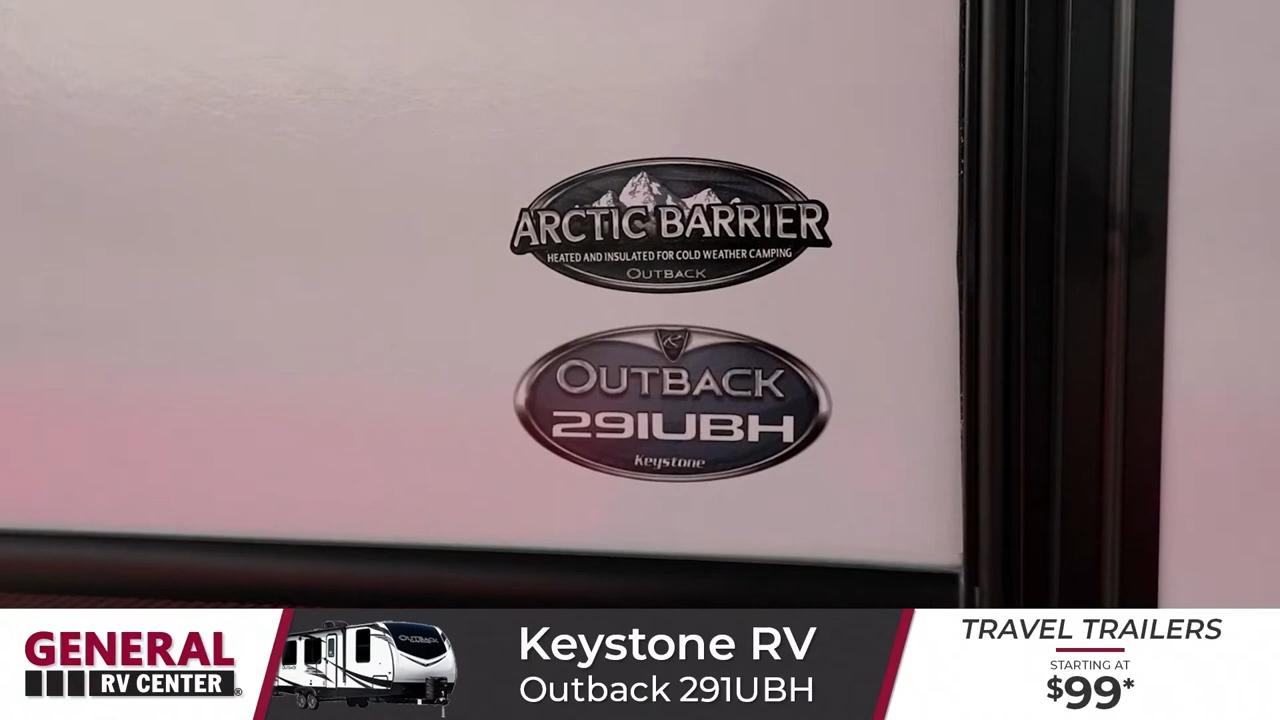 ARCTIC BARRIER
HEATED AND INSULATED FOR COLD WEATHER CAMPING
OUTBACK
OUTBACK
291UBH
Keystone
GENERAL
RV CENTER®
OUTBACK
Keystone RV
Outback 291UBH
TRAVEL TRAILERS
STARTING AT
$99*